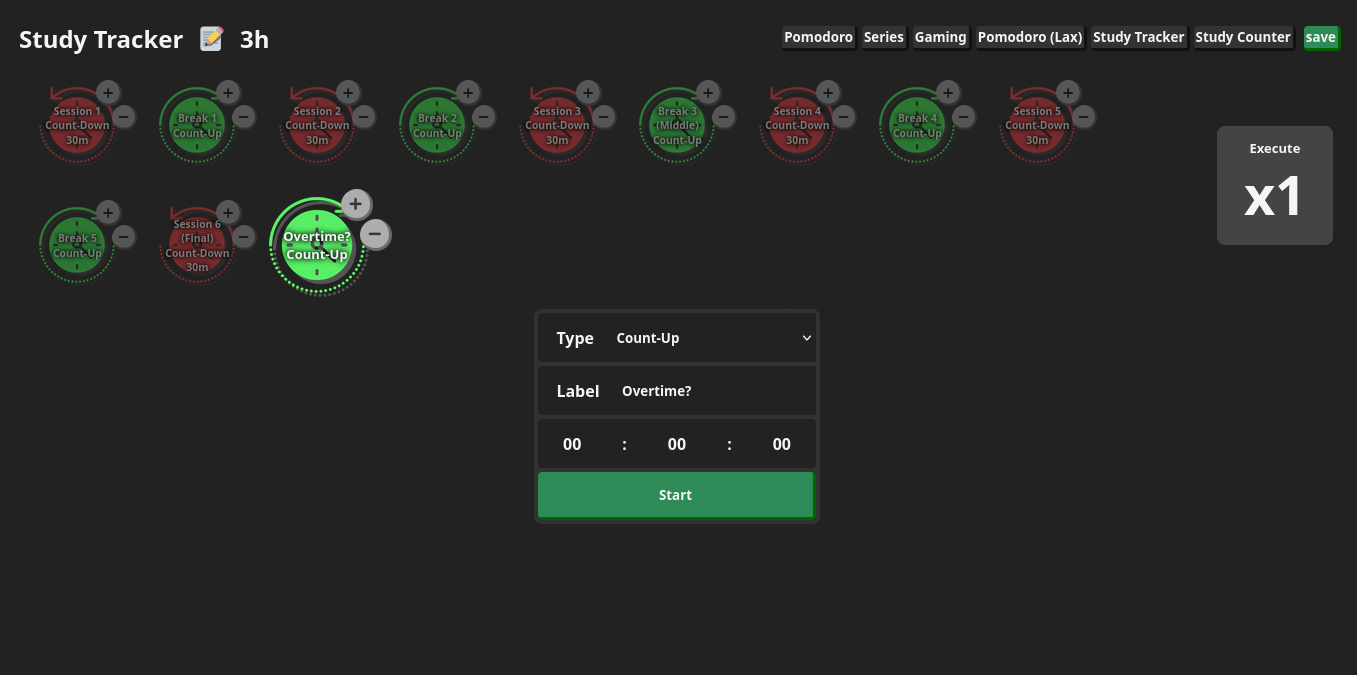 Study Tracker 📝 3h
Pomodoro Series Gaming Pomodoro (Lax) Study Tracker Study Counter save
Session 1
Count-Down
30m
Break 1
Count-Up
Session 2
Count-Down
30m
Break 2
Count-Up
Session 3
Count-Down
30m
Break 3
(Middle)
Count-Up
Session 4
Count-Down
30m
Break 4
Count-Up
Session 5
Count-Down
30m
Execute
x1
Break 5
Count-Up
Session 6
(Final)
Count-Down
30m
Overtime?
Count-Up
Type Count-Up
Label Overtime?
00 : 00 : 00
Start